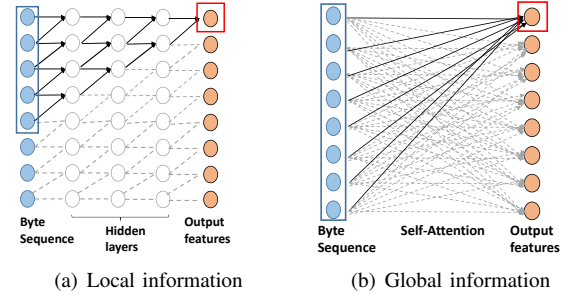 Byte
Sequence
Hidden
layers
Output
features
(a) Local information
Byte
Sequence
Self-Attention
Output
features
(b) Global information